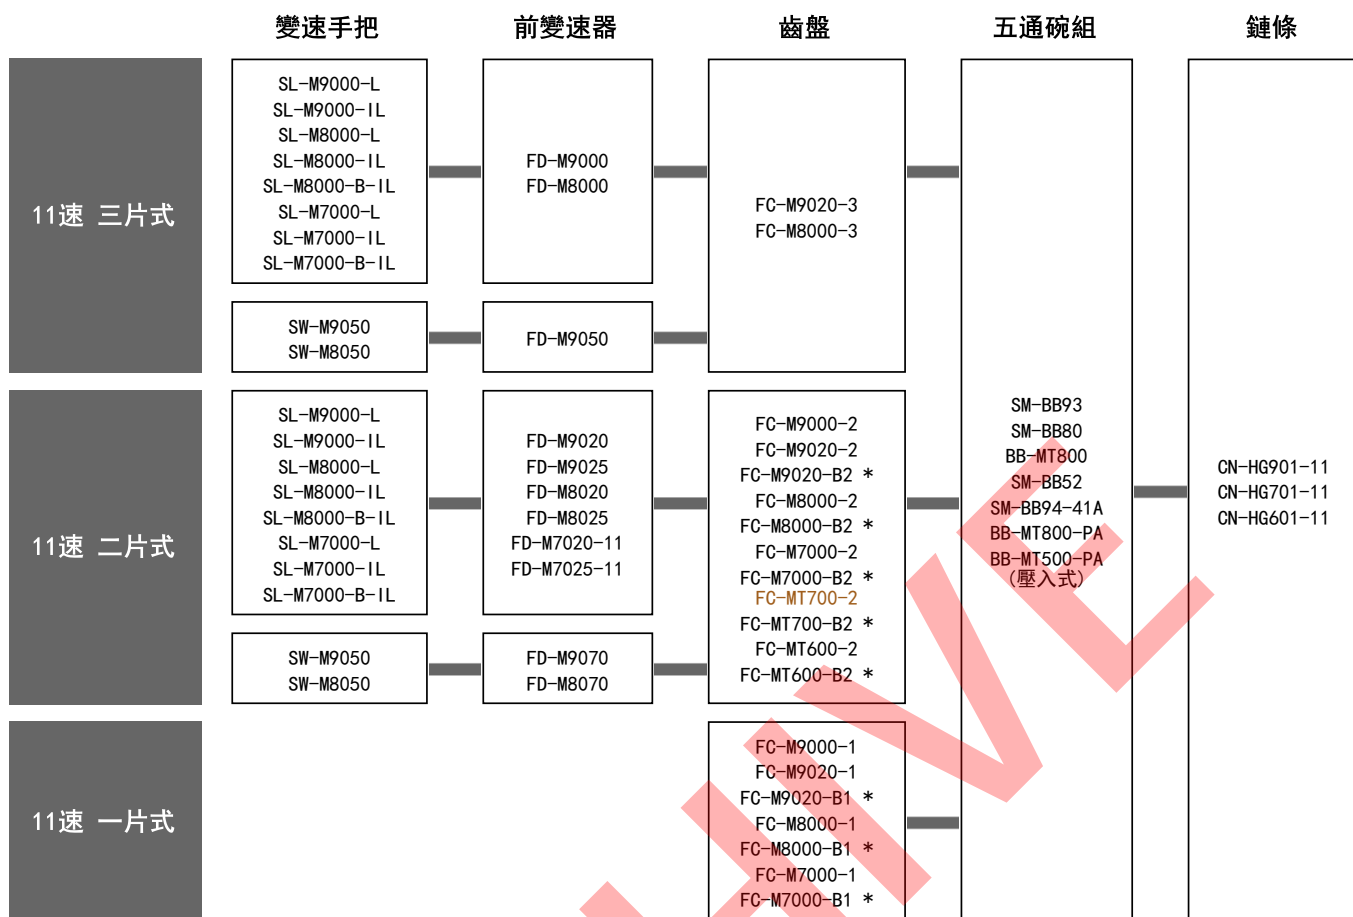 變速手把
前變速器
齒盤
五通碗組
鏈條
11速 三片式
SL-M9000-L
SL-M9000-IL
SL-M8000-L
SL-M8000-IL
SL-M8000-B-IL
SL-M7000-L
SL-M7000-IL
SL-M7000-B-IL
FD-M9000
FD-M8000
FC-M9020-3
FC-M8000-3
SW-M9050
SW-M8050
FD-M9050
11速 二片式
SL-M9000-L
SL-M9000-IL
SL-M8000-L
SL-M8000-IL
SL-M8000-B-IL
SL-M7000-L
SL-M7000-IL
SL-M7000-B-IL
FD-M9020
FD-M9025
FD-M8020
FD-M8025
FD-M7020-11
FD-M7025-11
FC-M9000-2
FC-M9020-2
FC-M9020-B2 *
FC-M8000-2
FC-M8000-B2 *
FC-M7000-2
FC-M7000-B2 *
FC-MT700-2
FC-MT700-B2 *
FC-MT600-2
FC-MT600-B2 *
SW-M9050
SW-M8050
FD-M9070
FD-M8070
11速 一片式
FC-M9000-1
FC-M9020-1
FC-M9020-B1 *
FC-M8000-1
FC-M8000-B1 *
FC-M7000-1
FC-M7000-B1 *
SM-BB93
SM-BB80
BB-MT800
SM-BB52
SM-BB94-41A
BB-MT800-PA
BB-MT500-PA
(壓入式)
CN-HG901-11
CN-HG701-11
CN-HG601-11
HIVE